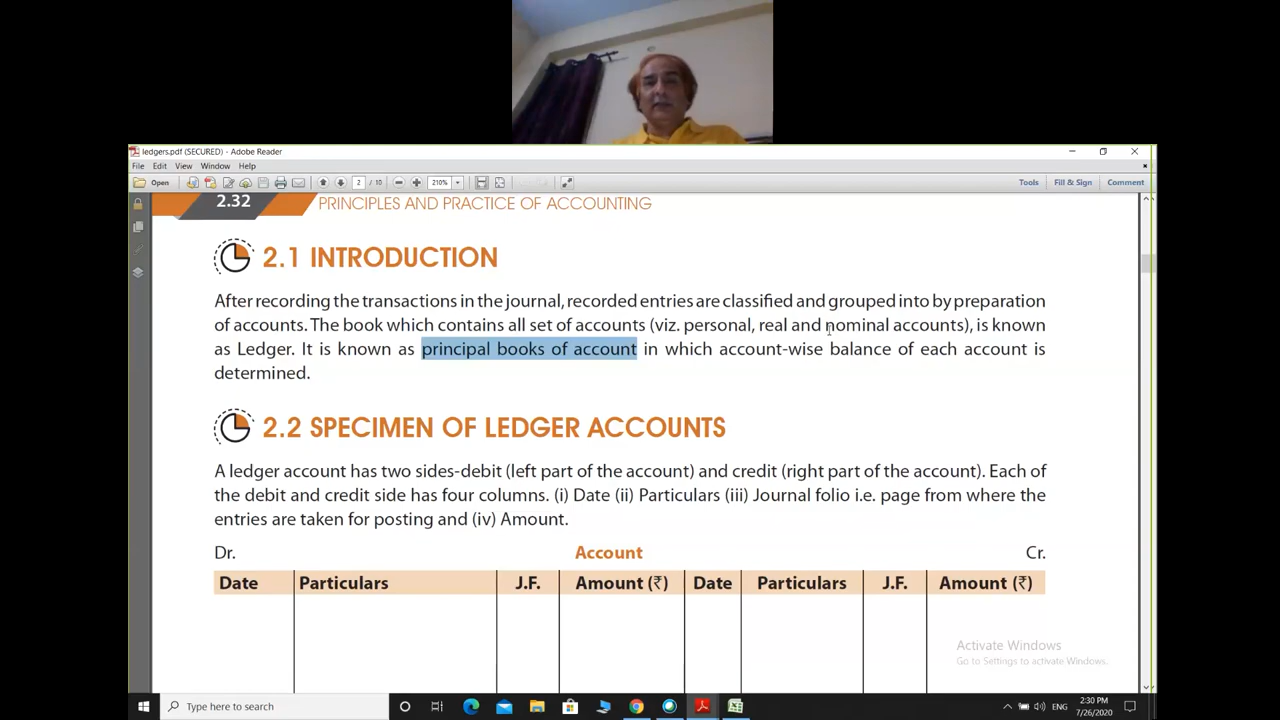 ledgers.pdf (SECURED) - Adobe Reader
File Edit View Window Help
Open 2 / 10 210% Tools Fill & Sign Comment
2.32 PRINCIPLES AND PRACTICE OF ACCOUNTING
2.1 INTRODUCTION
After recording the transactions in the journal, recorded entries are classified and grouped into by preparation
of accounts. The book which contains all set of accounts (viz. personal, real and nominal accounts), is known
as Ledger. It is known as principal books of account in which account-wise balance of each account is
determined.
2.2 SPECIMEN OF LEDGER ACCOUNTS
A ledger account has two sides-debit (left part of the account) and credit (right part of the account). Each of
the debit and credit side has four columns. (i) Date (ii) Particulars (iii) Journal folio i.e. page from where the
entries are taken for posting and (iv) Amount.
Dr. Account Cr.
Date Particulars J.F. Amount (₹) Date Particulars J.F. Amount (₹)
Activate Windows
Go to Settings to activate Windows.
Type here to search
ENG
2:30 PM
7/26/2020